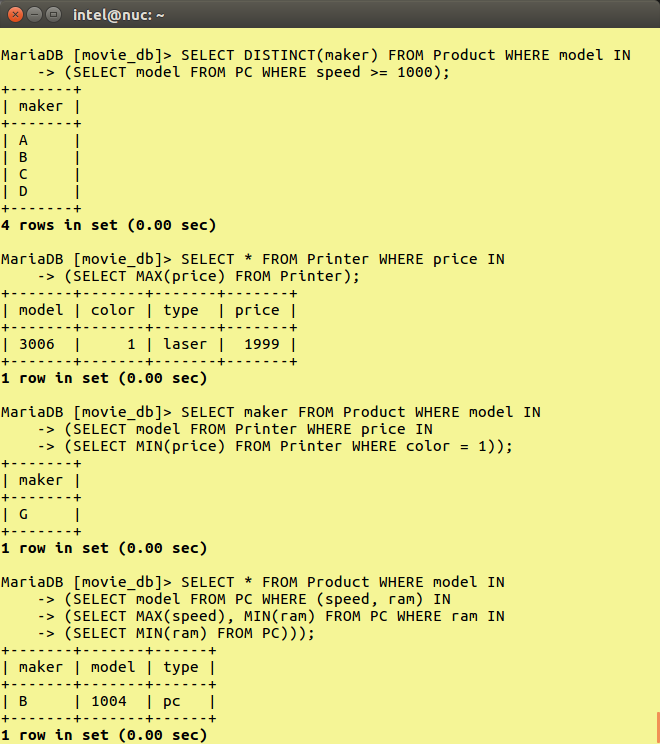 intel@nuc: ~
MariaDB [movie_db]> SELECT DISTINCT(maker) FROM Product WHERE model IN
    -> (SELECT model FROM PC WHERE speed >= 1000);
+-------+
| maker |
+-------+
| A     |
| B     |
| C     |
| D     |
+-------+
4 rows in set (0.00 sec)
MariaDB [movie_db]> SELECT * FROM Printer WHERE price IN
    -> (SELECT MAX(price) FROM Printer);
+-------+-------+-------+-------+
| model | color | type  | price |
+-------+-------+-------+-------+
| 3006  |     1 | laser |  1999 |
+-------+-------+-------+-------+
1 row in set (0.00 sec)
MariaDB [movie_db]> SELECT maker FROM Product WHERE model IN
    -> (SELECT model FROM Printer WHERE price IN
    -> (SELECT MIN(price) FROM Printer WHERE color = 1));
+-------+
| maker |
+-------+
| G     |
+-------+
1 row in set (0.00 sec)
MariaDB [movie_db]> SELECT * FROM Product WHERE model IN
    -> (SELECT model FROM PC WHERE (speed, ram) IN
    -> (SELECT MAX(speed), MIN(ram) FROM PC WHERE ram IN
    -> (SELECT MIN(ram) FROM PC)));
+-------+-------+------+
| maker | model | type |
+-------+-------+------+
| B     | 1004  | pc   |
+-------+-------+------+
1 row in set (0.00 sec)